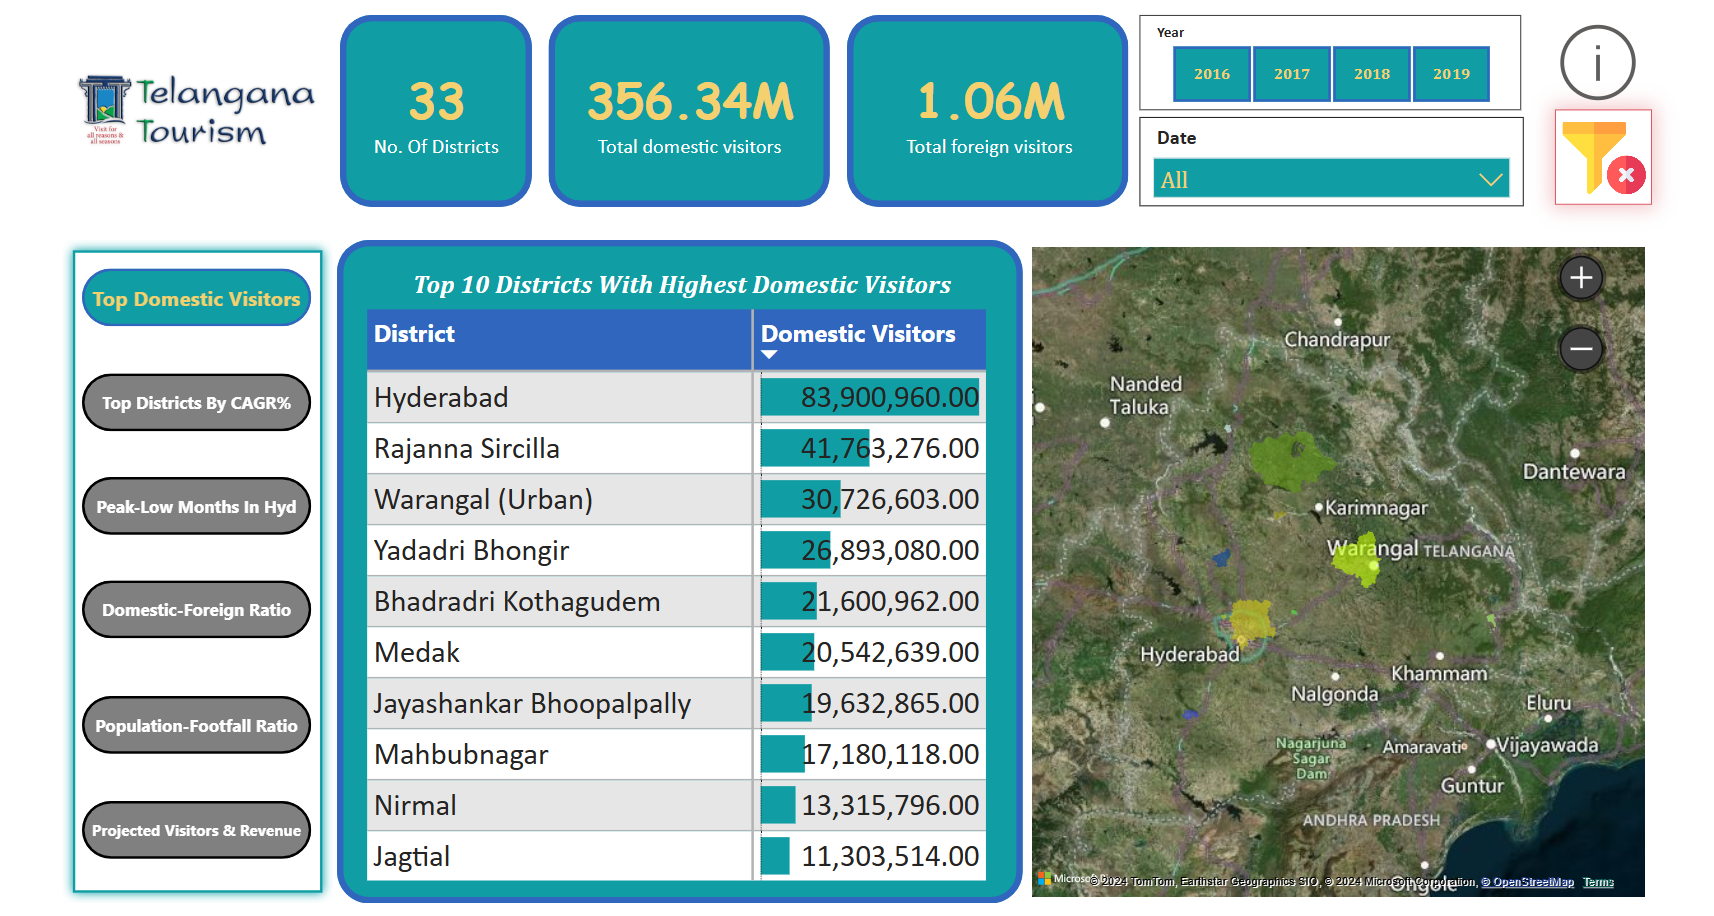 Telangana
Tourism
Visit for
all reasons &
all seasons
33
No. Of Districts
356.34M
Total domestic visitors
1.06M
Total foreign visitors
Year
2016
2017
2018
2019
Date
All
i
Top Domestic Visitors
Top Districts By CAGR%
Peak-Low Months In Hyd
Domestic-Foreign Ratio
Population-Footfall Ratio
Projected Visitors & Revenue
Top 10 Districts With Highest Domestic Visitors
District Domestic Visitors
Hyderabad 83,900,960.00
Rajanna Sircilla 41,763,276.00
Warangal (Urban) 30,726,603.00
Yadadri Bhongir 26,893,080.00
Bhadradri Kothagudem 21,600,962.00
Medak 20,542,639.00
Jayashankar Bhoopalpally 19,632,865.00
Mahbubnagar 17,180,118.00
Nirmal 13,315,796.00
Jagtial 11,303,514.00
Chandrapur
Nanded
Taluka
Dantewara
Karimnagar
Warangal TELANGANA
Hyderabad
Khammam
Nalgonda
Eluru
Nagarjuna
Sagar
Dam
Amaravati
Vijayawada
Guntur
ANDHRA PRADESH
Ongole
© 2024 TomTom, Earthstar Geographics SIO, © 2024 Microsoft Corporation, © OpenStreetMap Terms